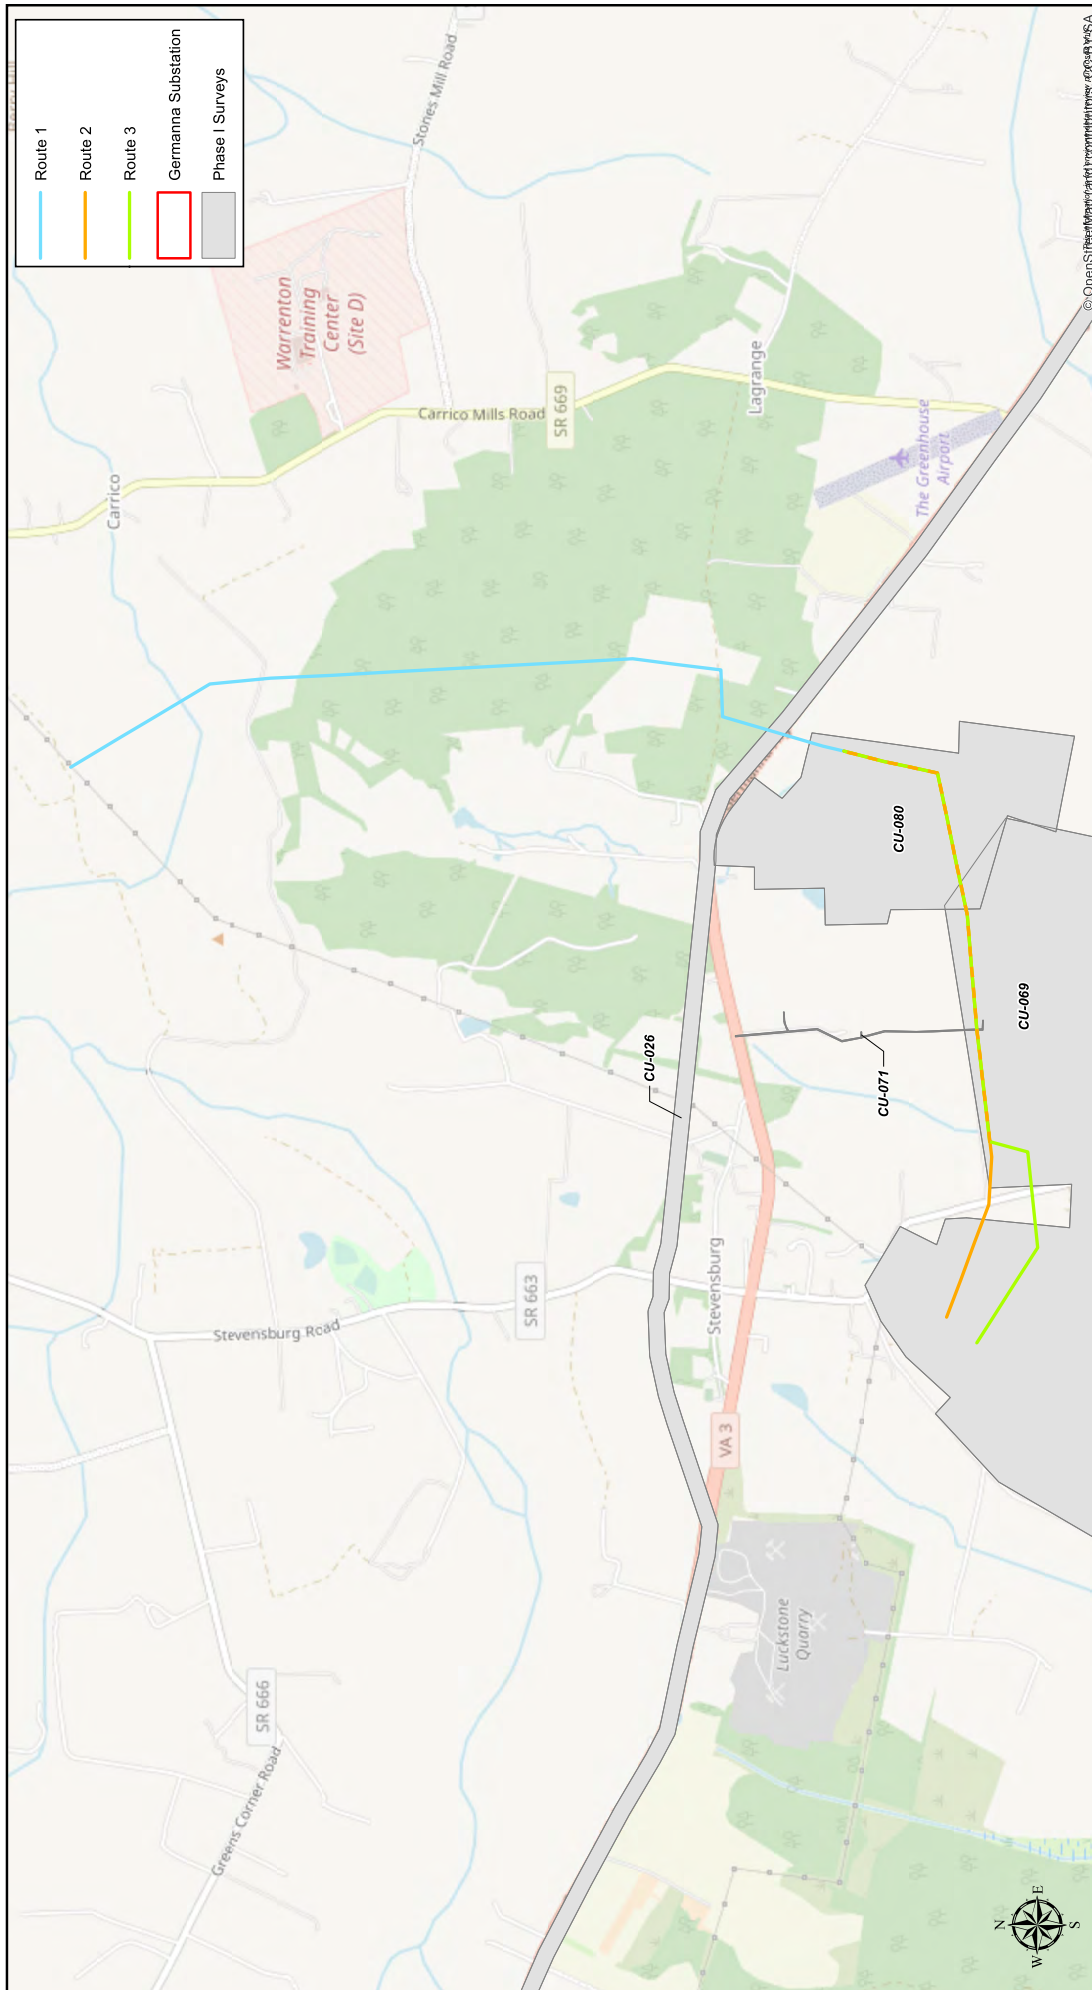 Route 1
Route 2
Route 3
Germanna Substation
Phase I Surveys
Stones Mill Road
Warrenton
Training
Center
(Site D)
Carrico Mills Road
SR 669
Lagrange
Carrico
The Greenhouse
Airport
CU-080
CU-069
CU-026
CU-071
Stevensburg
SR 663
Stevensburg Road
VA 3
Luckstone
Quarry
SR 666
Greens Corner Road
N
E
S
W